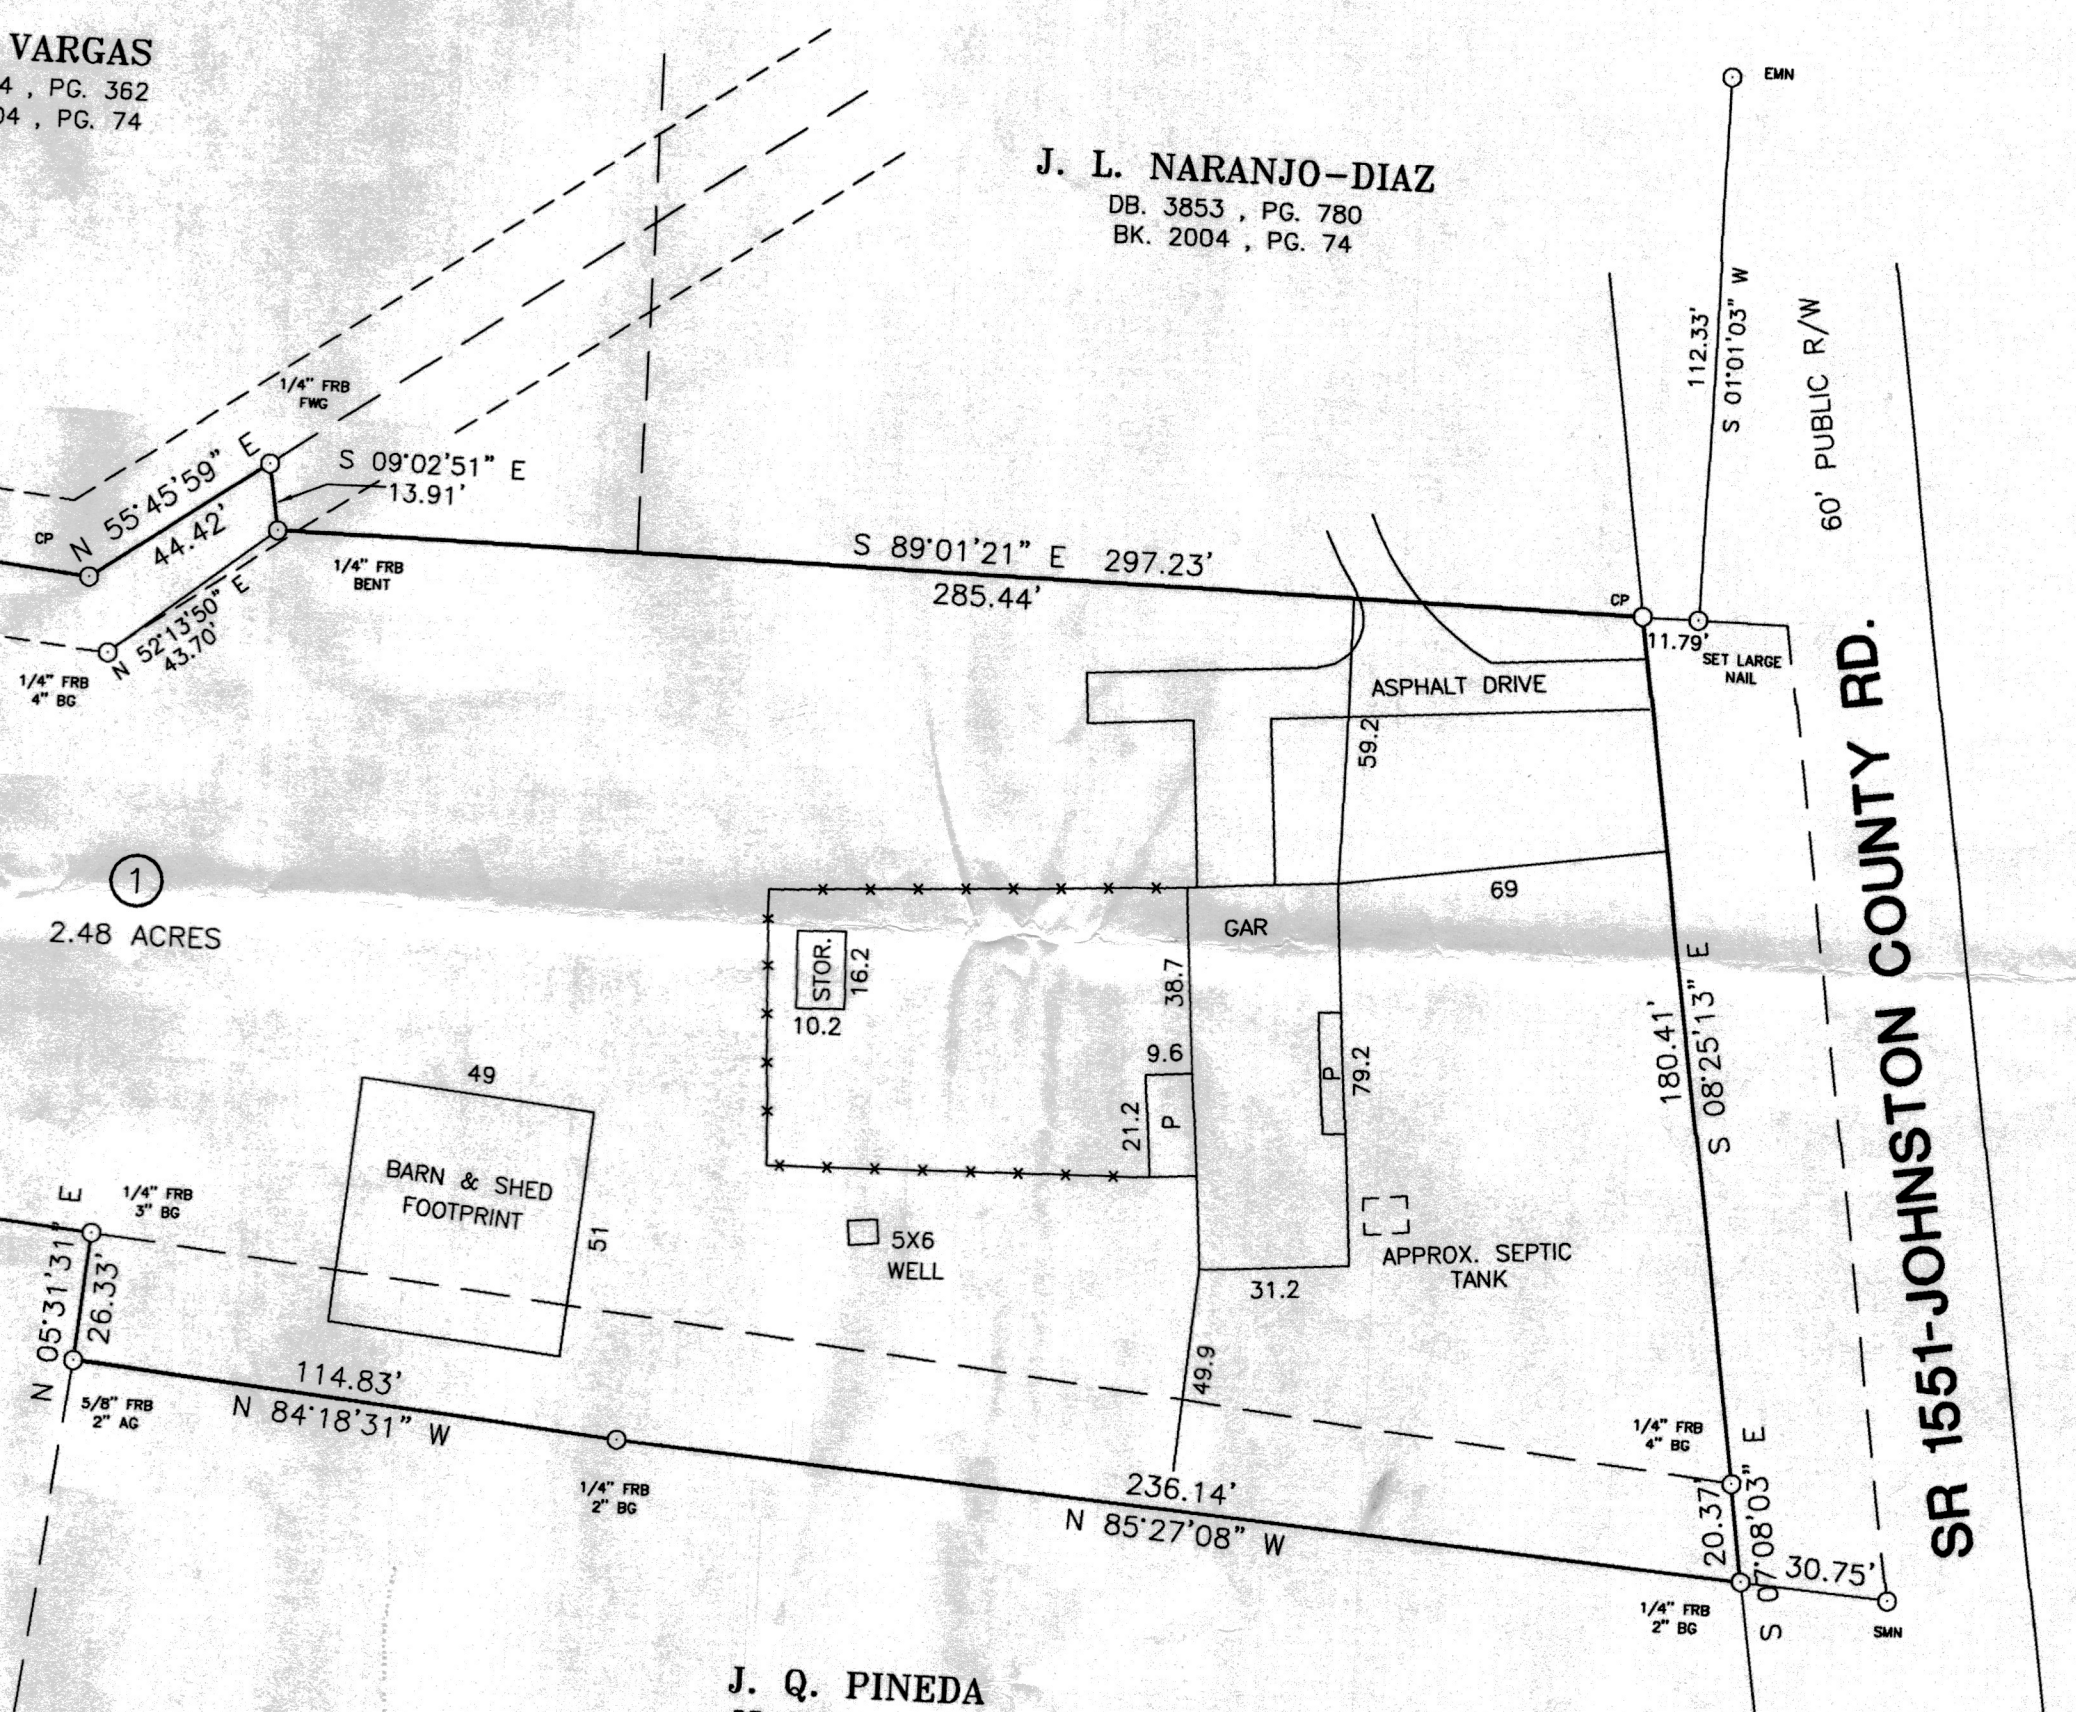 VARGAS
4 , PG. 362
04 , PG. 74
EMN
J. L. NARANJO-DIAZ
DB. 3853 , PG. 780
BK. 2004 , PG. 74
112.33'
S 01°01'03" W
60' PUBLIC R/W
1/4" FRB
FWG
N 55°45'59" E
44.42'
S 09°02'51" E
13.91'
CP
1/4" FRB
BENT
S 89°01'21" E 297.23'
285.44'
CP
11.79'
SET LARGE
NAIL
N 52°13'50" E
43.70'
1/4" FRB
4" BG
ASPHALT DRIVE
59.2
SR 1551-JOHNSTON COUNTY RD.
1
2.48 ACRES
69
GAR
STOR.
16.2
10.2
38.7
9.6
21.2
P
P
79.2
180.41'
S 08°25'13" E
49
BARN & SHED
FOOTPRINT
51
5X6
WELL
APPROX. SEPTIC
TANK
31.2
49.9
1/4" FRB
3" BG
N 05°31'31" E
26.33'
5/8" FRB
2" AG
114.83'
N 84°18'31" W
1/4" FRB
2" BG
236.14'
N 85°27'08" W
1/4" FRB
4" BG
20.37'
S 07°08'03" E
30.75'
1/4" FRB
2" BG
SMN
J. Q. PINEDA